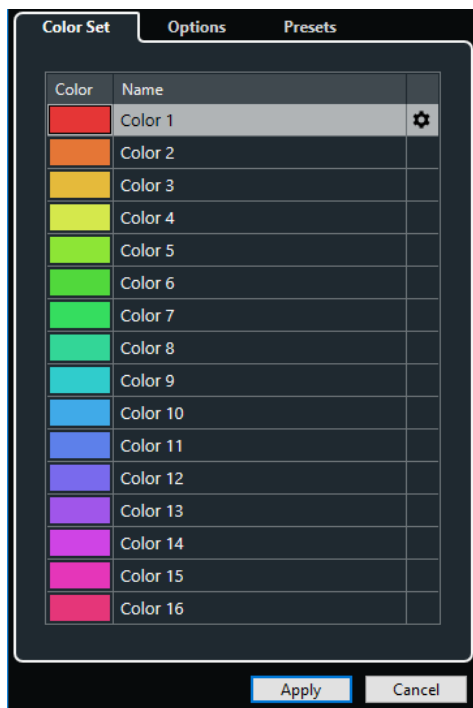 Color Set Options Presets
Color Name
Color 1
Color 2
Color 3
Color 4
Color 5
Color 6
Color 7
Color 8
Color 9
Color 10
Color 11
Color 12
Color 13
Color 14
Color 15
Color 16
Apply Cancel